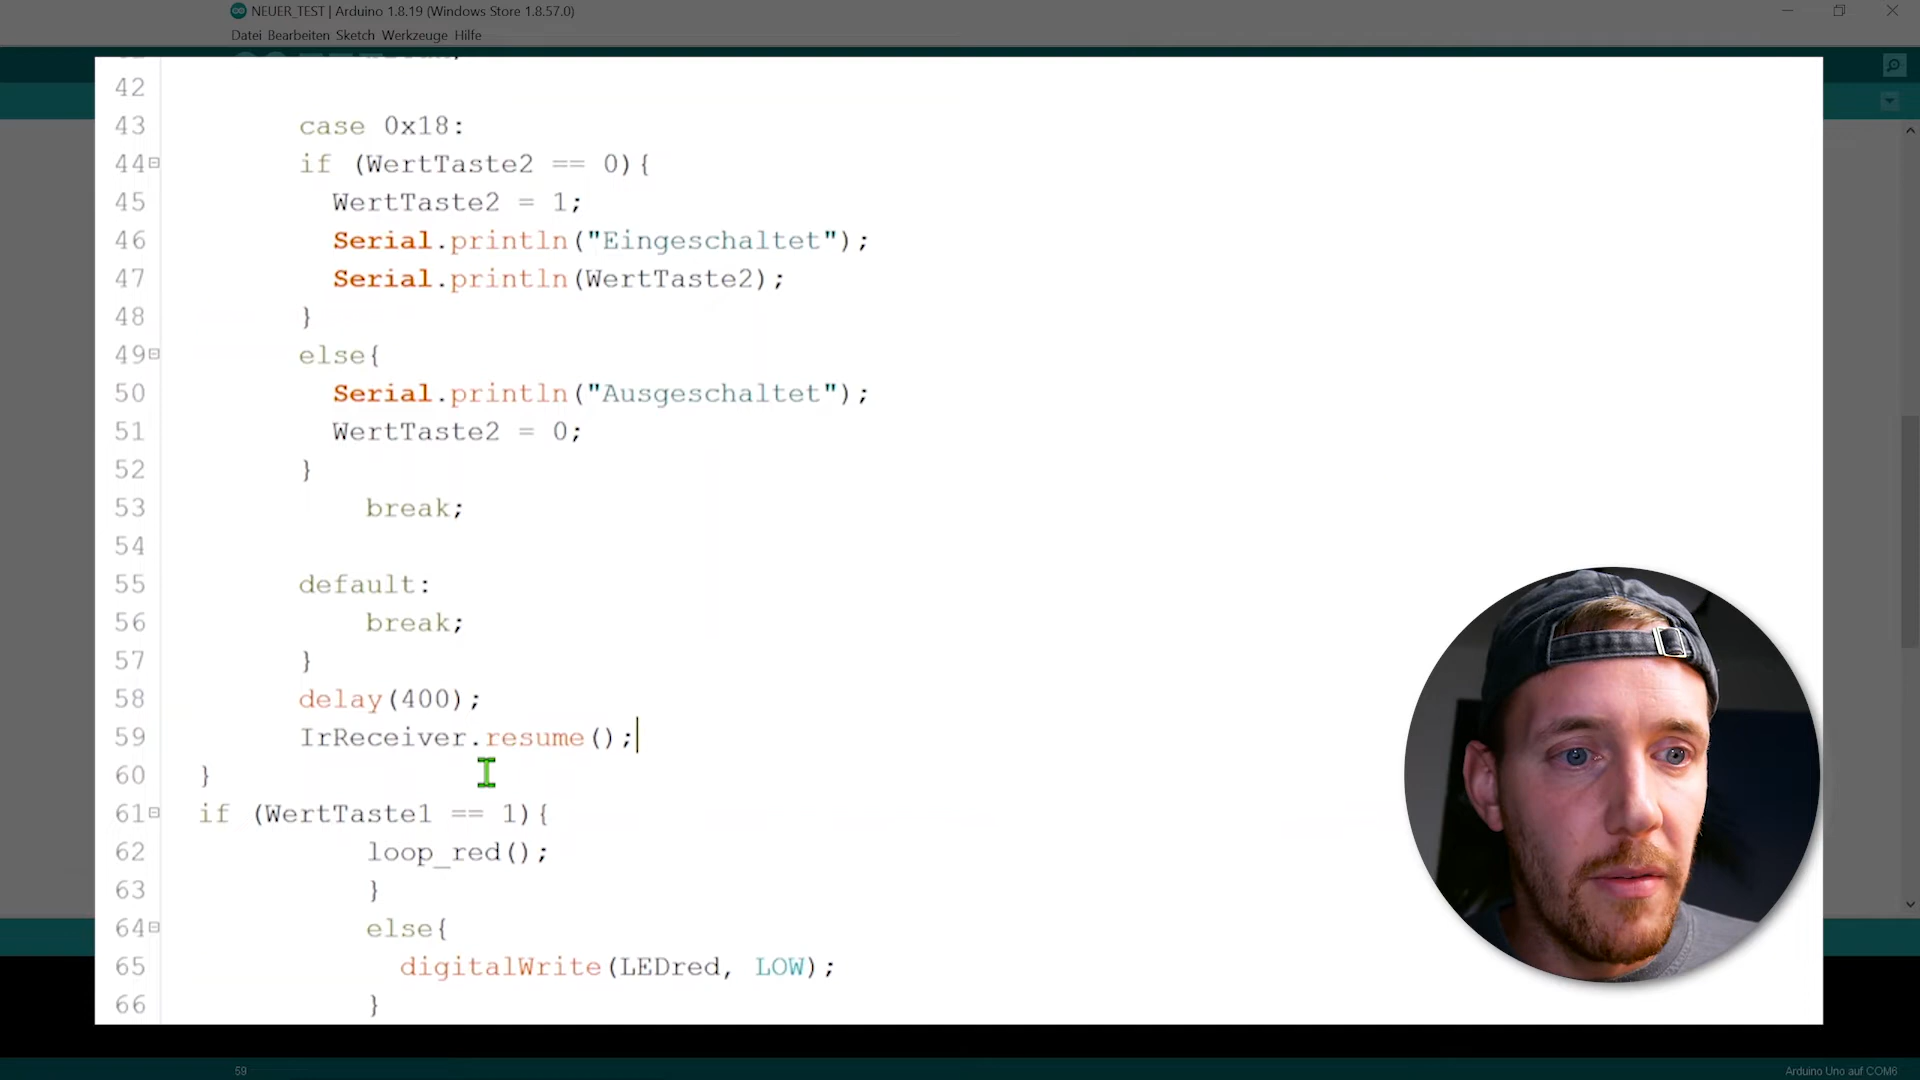 NEUER_TEST | Arduino 1.8.19 (Windows Store 1.8.57.0)
Datei Bearbeiten Sketch Werkzeuge Hilfe
42
43 case 0x18:
44 if (WertTaste2 == 0){
45 WertTaste2 = 1;
46 Serial.println("Eingeschaltet");
47 Serial.println(WertTaste2);
48 }
49 else{
50 Serial.println("Ausgeschaltet");
51 WertTaste2 = 0;
52 }
53 break;
54
55 default:
56 break;
57 }
58 delay(400);
59 IrReceiver.resume();
60 }
61 if (WertTaste1 == 1){
62 loop_red();
63 }
64 else{
65 digitalWrite(LEDred, LOW);
66 }
59
Arduino Uno auf COM6